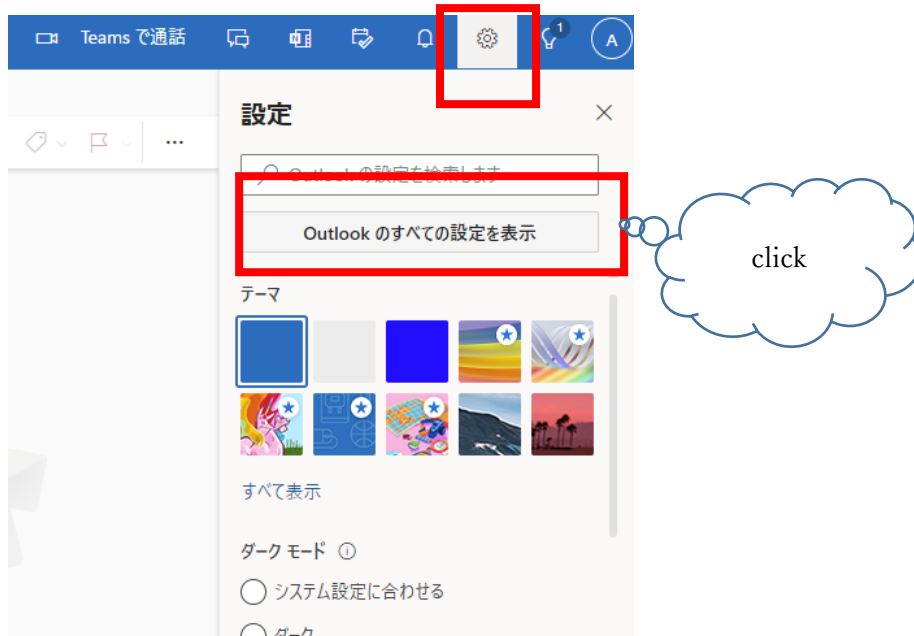 Teams で通話
1
A
設定
Outlook の設定を検索します
Outlook のすべての設定を表示
click
テーマ
すべて表示
ダーク モード
システム設定に合わせる
ダーク